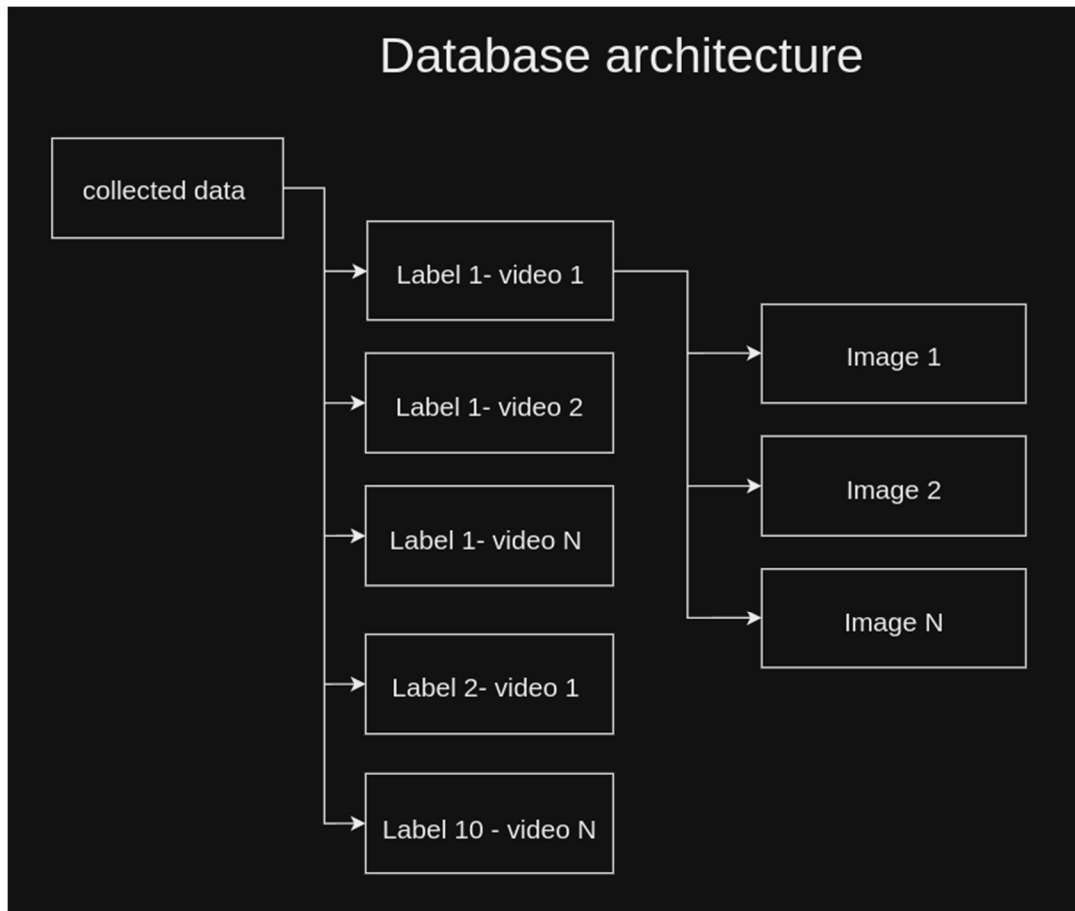 Database architecture
collected data
Label 1- video 1
Label 1- video 2
Label 1- video N
Label 2- video 1
Label 10 - video N
Image 1
Image 2
Image N